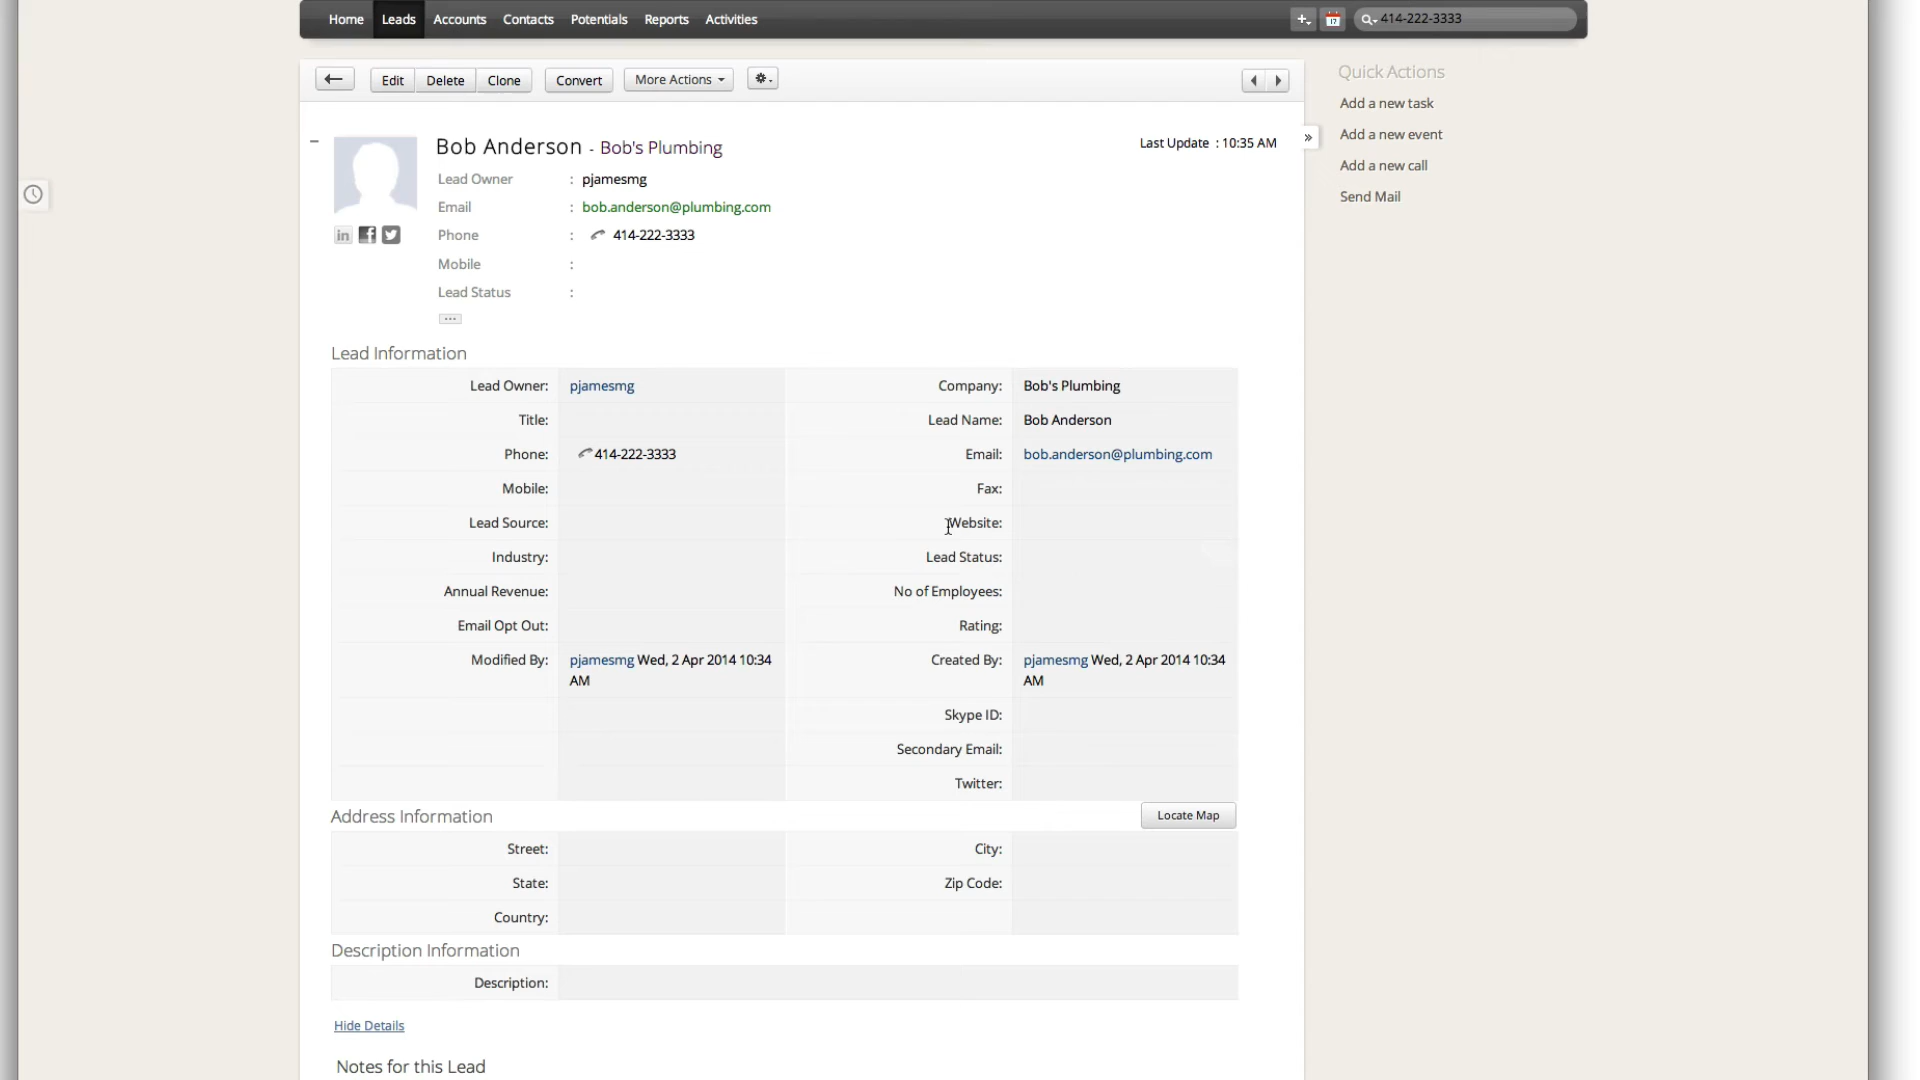 Home Leads Accounts Contacts Potentials Reports Activities
17
414-222-3333
Edit Delete Clone Convert More Actions
Quick Actions
Add a new task
Add a new event
Add a new call
Send Mail
Bob Anderson - Bob's Plumbing
Last Update : 10:35 AM
Lead Owner : pjamesmg
Email : bob.anderson@plumbing.com
Phone : 414-222-3333
Mobile :
Lead Status :
Lead Information
Lead Owner: pjamesmg Company: Bob's Plumbing
Title: Lead Name: Bob Anderson
Phone: 414-222-3333 Email: bob.anderson@plumbing.com
Mobile: Fax:
Lead Source: Website:
Industry: Lead Status:
Annual Revenue: No of Employees:
Email Opt Out: Rating:
Modified By: pjamesmg Wed, 2 Apr 2014 10:34 AM
Created By: pjamesmg Wed, 2 Apr 2014 10:34 AM
Skype ID:
Secondary Email:
Twitter:
Address Information Locate Map
Street: City:
State: Zip Code:
Country:
Description Information
Description:
Hide Details
Notes for this Lead